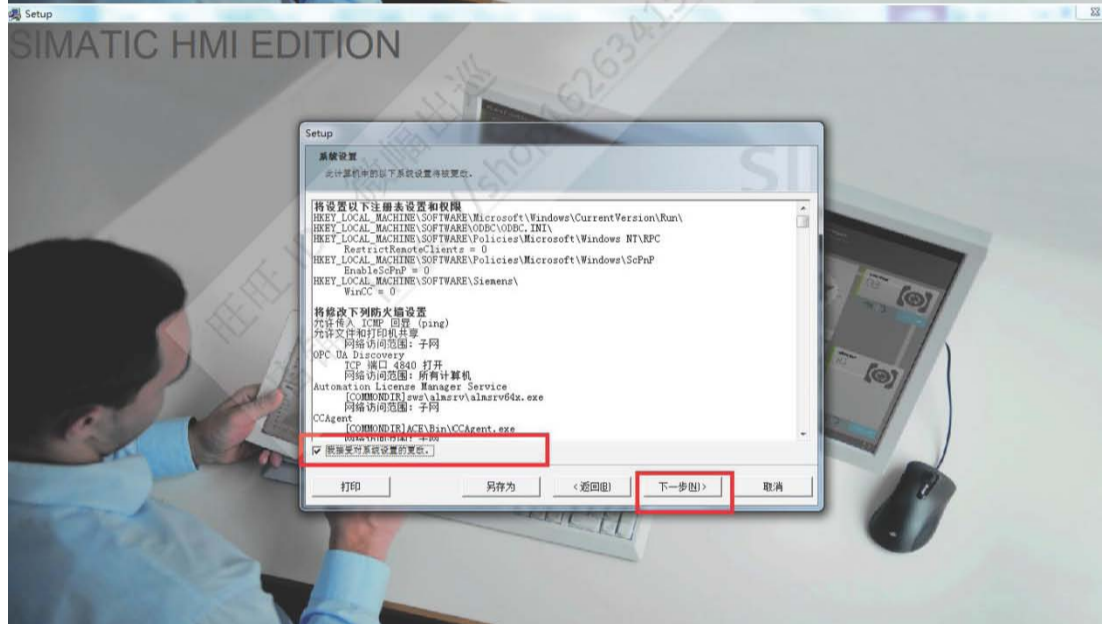 Setup
SIMATIC HMI EDITION
Setup
系统设置
此计算机中的以下系统设置将被更改。
将设置以下注册表设置和权限
HKEY_LOCAL_MACHINE\SOFTWARE\Microsoft\Windows\CurrentVersion\Run\
HKEY_LOCAL_MACHINE\SOFTWARE\ODBC\ODBC.INI\
HKEY_LOCAL_MACHINE\SOFTWARE\Policies\Microsoft\Windows NT\RPC
RestrictRemoteClients = 0
HKEY_LOCAL_MACHINE\SOFTWARE\Policies\Microsoft\Windows\ScPnP
EnableScPnP = 0
HKEY_LOCAL_MACHINE\SOFTWARE\Siemens\
WinCC = 0
将修改下列防火墙设置
允许传入 ICMP 回显 (ping)
允许文件和打印机共享
网络访问范围: 子网
OPC UA Discovery
TCP 端口 4840 打开
网络访问范围: 所有计算机
Automation License Manager Service
[COMMONDIR]sws\almsrv\almsrv64x.exe
网络访问范围: 子网
CCAgent
[COMMONDIR]ACE\Bin\CCAgent.exe
我接受对系统设置的更改。
打印 另存为 <返回(B) 下一步(N)> 取消